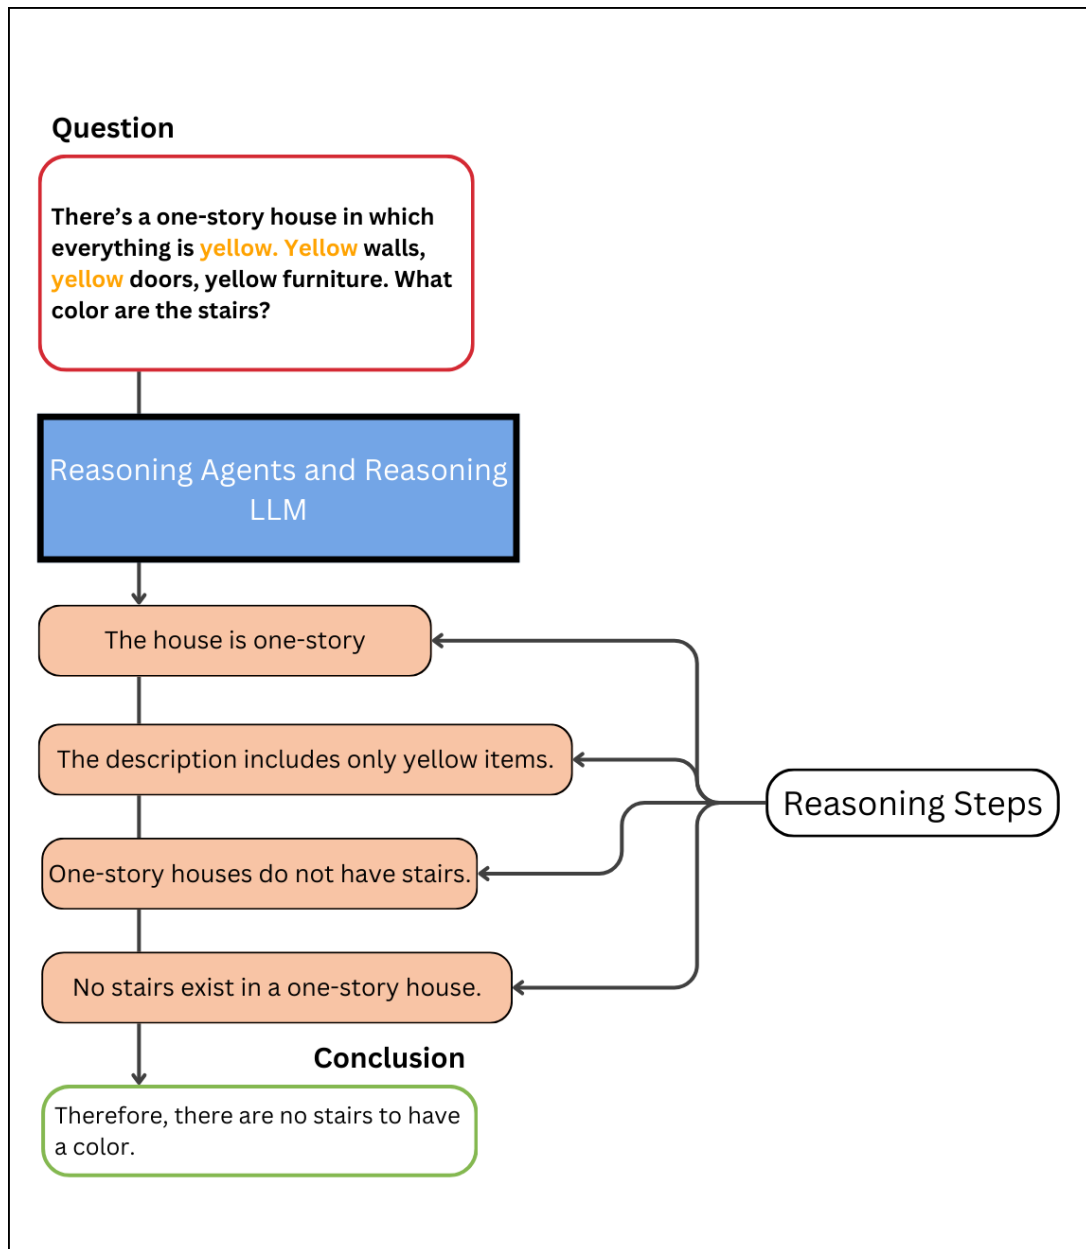 Question
There’s a one-story house in which
everything is yellow. Yellow walls,
yellow doors, yellow furniture. What
color are the stairs?
Reasoning Agents and Reasoning
LLM
The house is one-story
The description includes only yellow items.
Reasoning Steps
One-story houses do not have stairs.
No stairs exist in a one-story house.
Conclusion
Therefore, there are no stairs to have
a color.